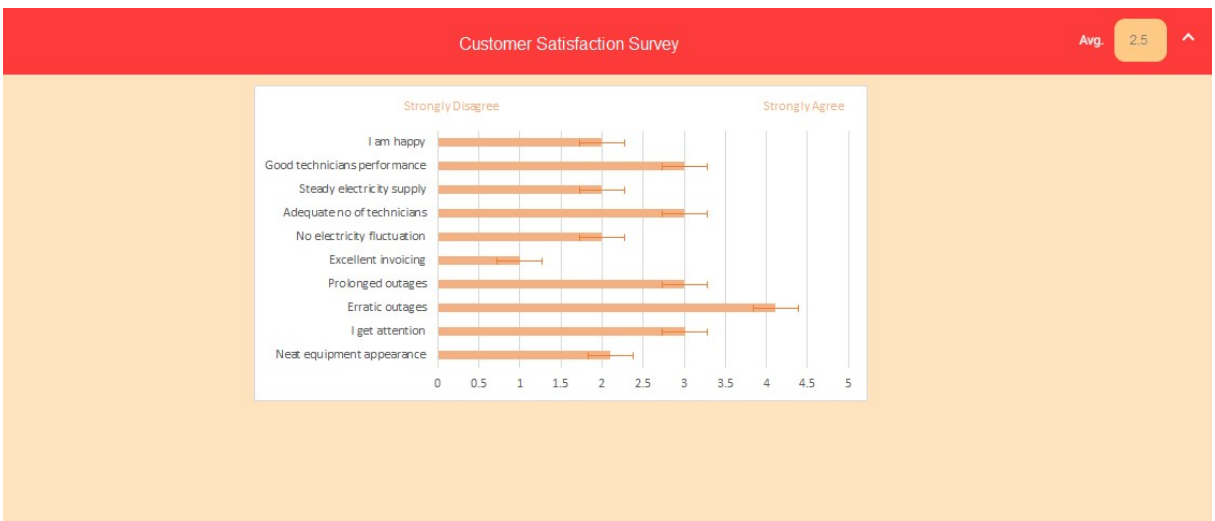 Customer Satisfaction Survey
Avg. 2.5
Strongly Disagree Strongly Agree
I am happy
Good technicians performance
Steady electricity supply
Adequate no of technicians
No electricity fluctuation
Excellent invoicing
Prolonged outages
Erratic outages
I get attention
Neat equipment appearance
0 0.5 1 1.5 2 2.5 3 3.5 4 4.5 5